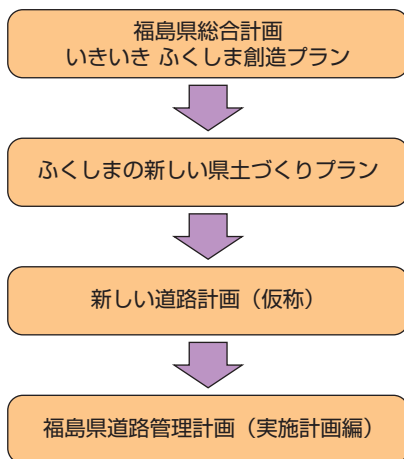 福島県総合計画
いきいき ふくしま創造プラン
ふくしまの新しい県土づくりプラン
新しい道路計画（仮称）
福島県道路管理計画（実施計画編）